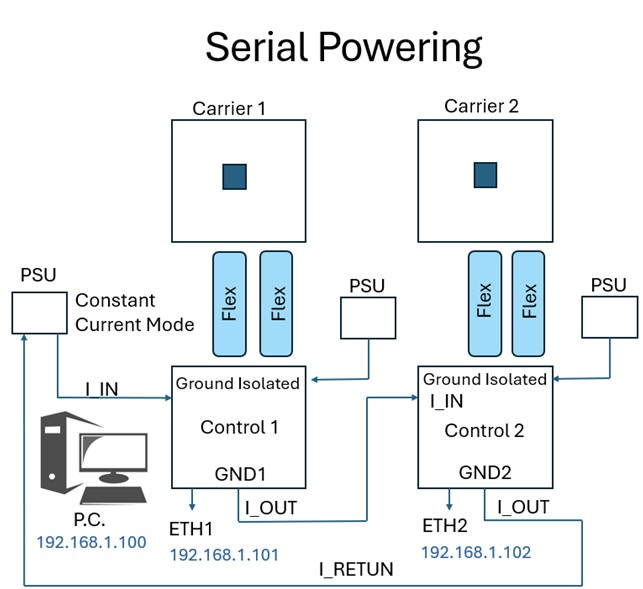 Serial Powering
Carrier 1
Carrier 2
Flex
Flex
Flex
Flex
PSU
Constant
Current Mode
PSU
PSU
I_IN
Ground Isolated
Control 1
GND1
Ground Isolated
I_IN
Control 2
GND2
P.C.
192.168.1.100
ETH1
192.168.1.101
I_OUT
ETH2
192.168.1.102
I_OUT
I_RETUN